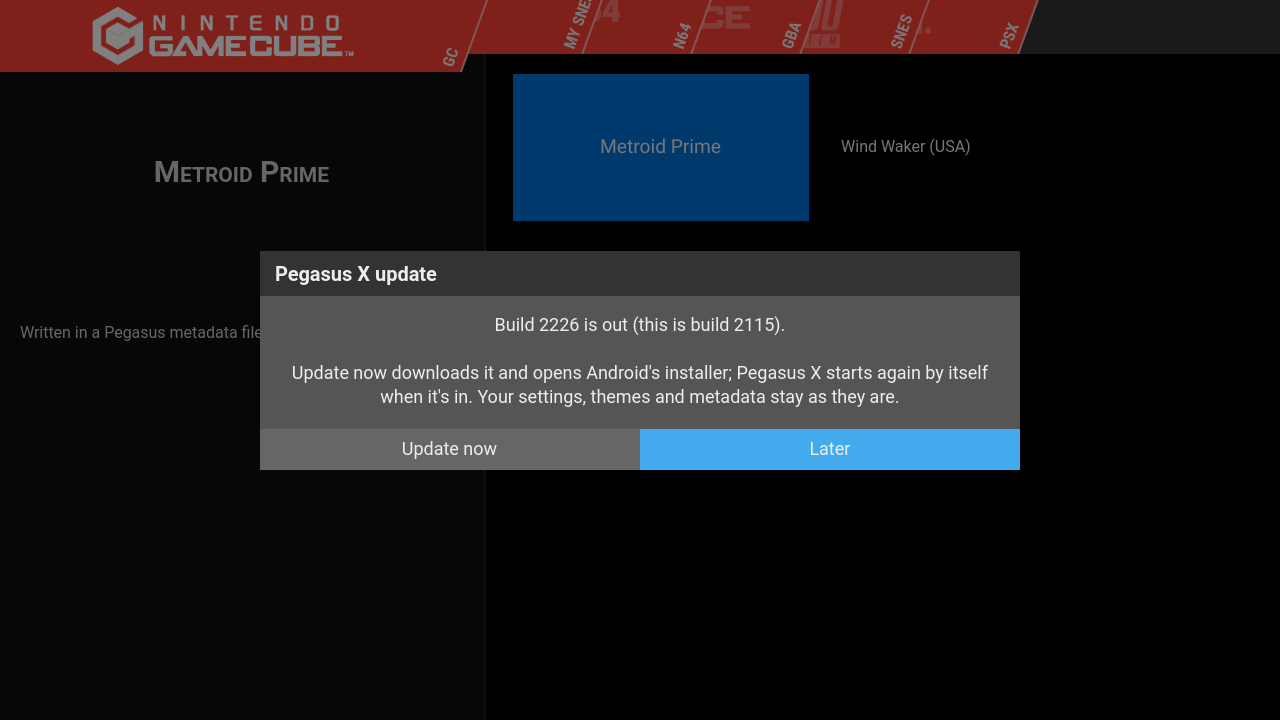 NINTENDO
GAMECUBE™
GC
MY SNES
N64
GBA
SNES
PSX
Metroid Prime
Metroid Prime
Wind Waker (USA)
Written in a Pegasus metadata file
Pegasus X update
Build 2226 is out (this is build 2115).
Update now downloads it and opens Android's installer; Pegasus X starts again by itself
when it's in. Your settings, themes and metadata stay as they are.
Update now
Later